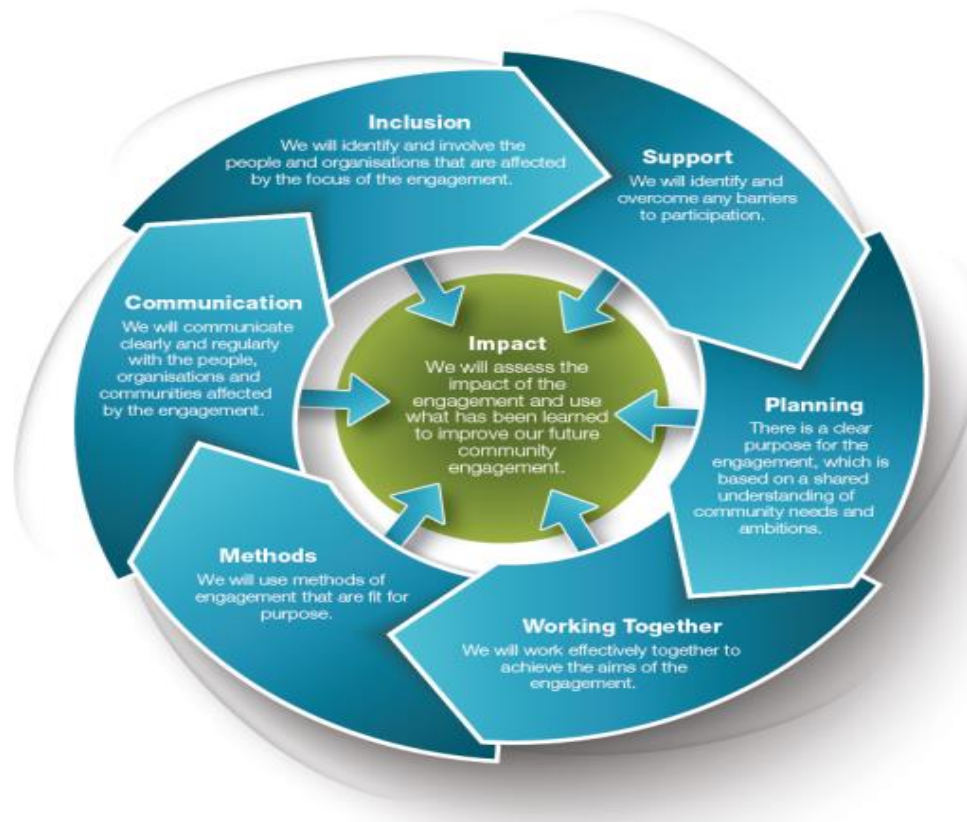 Inclusion
We will identify and involve the
people and organisations that are affected
by the focus of the engagement.
Support
We will identify and
overcome any barriers
to participation.
Planning
There is a clear
purpose for the
engagement, which is
based on a shared
understanding of
community needs and
ambitions.
Working Together
We will work effectively together to
achieve the aims of the
engagement.
Methods
We will use methods of
engagement that are fit for
purpose.
Communication
We will communicate
clearly and regularly
with the people,
organisations and
communities affected
by the engagement.
Impact
We will assess the
impact of the
engagement and use
what has been learned
to improve our future
community
engagement.